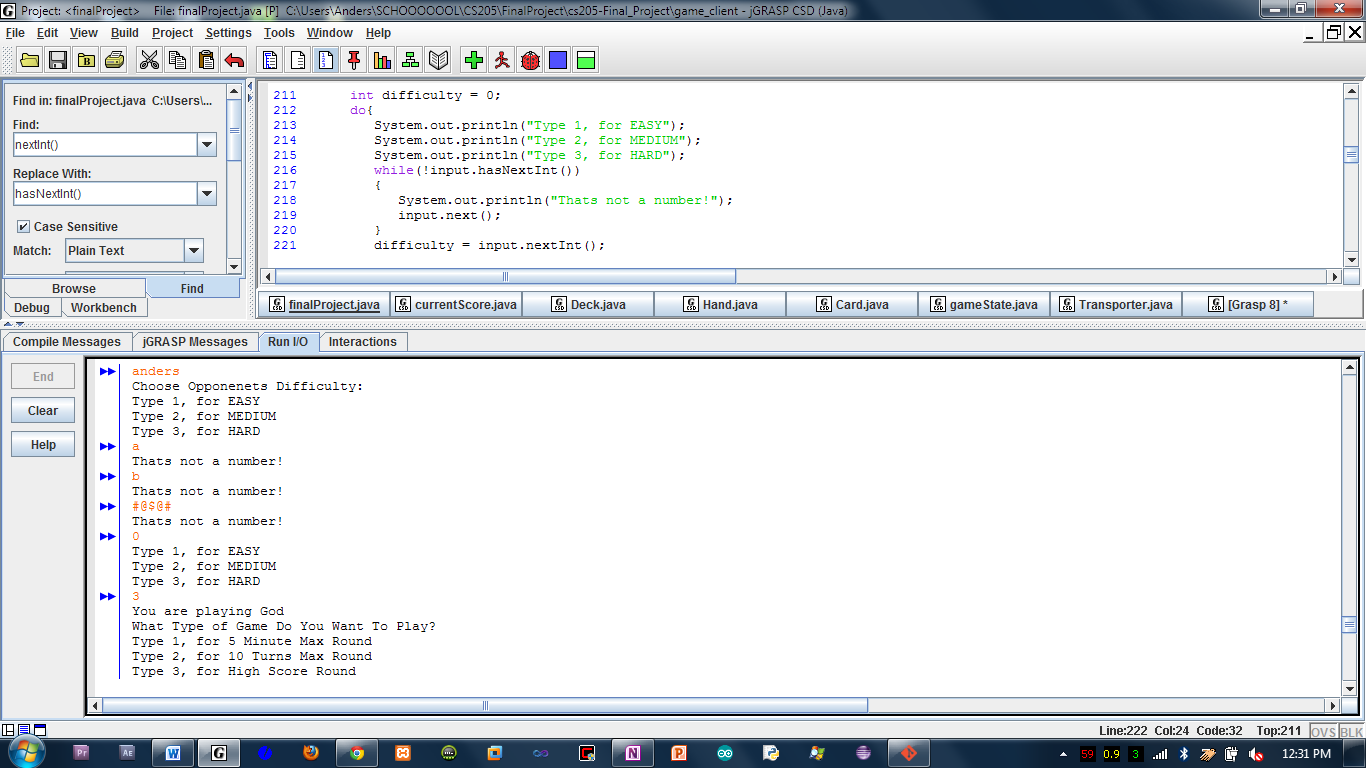 Project: <finalProject>    File: finalProject.java [P]  C:\Users\Anders\SCHOOOOOOL\CS205\FinalProject\cs205-Final_Project\game_client - jGRASP CSD (Java)
File Edit View Build Project Settings Tools Window Help
Find in: finalProject.java  C:\Users\...
Find:
nextInt()
Replace With:
hasNextInt()
Case Sensitive
Match: Plain Text
Browse Find
Debug Workbench
211 int difficulty = 0;
212 do{
213 System.out.println("Type 1, for EASY");
214 System.out.println("Type 2, for MEDIUM");
215 System.out.println("Type 3, for HARD");
216 while(!input.hasNextInt())
217 {
218 System.out.println("Thats not a number!");
219 input.next();
220 }
221 difficulty = input.nextInt();
finalProject.java currentScore.java Deck.java Hand.java Card.java gameState.java Transporter.java [Grasp 8] *
Compile Messages jGRASP Messages Run I/O Interactions
End
Clear
Help
anders
Choose Opponenets Difficulty:
Type 1, for EASY
Type 2, for MEDIUM
Type 3, for HARD
a
Thats not a number!
b
Thats not a number!
#@$@#
Thats not a number!
0
Type 1, for EASY
Type 2, for MEDIUM
Type 3, for HARD
3
You are playing God
What Type of Game Do You Want To Play?
Type 1, for 5 Minute Max Round
Type 2, for 10 Turns Max Round
Type 3, for High Score Round
Line:222 Col:24 Code:32 Top:211 OVS BLK
Pr Ae W G N P 59 0.9 3 12:31 PM